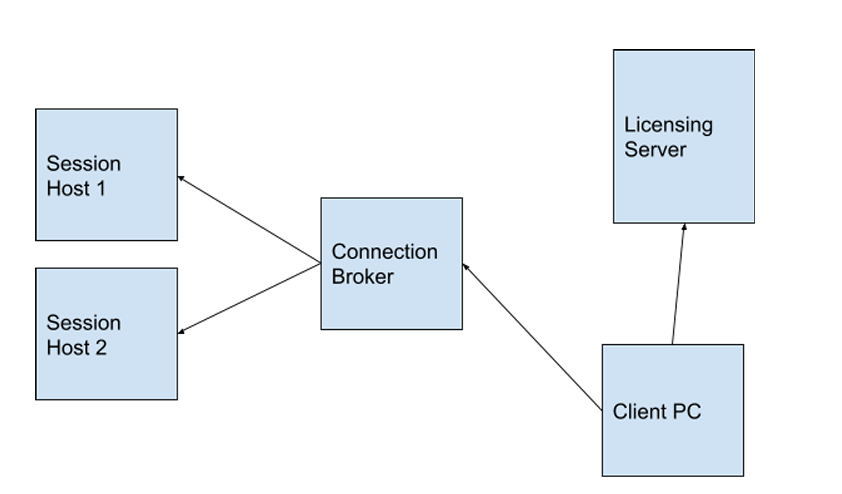 Session
Host 1
Session
Host 2
Connection
Broker
Licensing
Server
Client PC